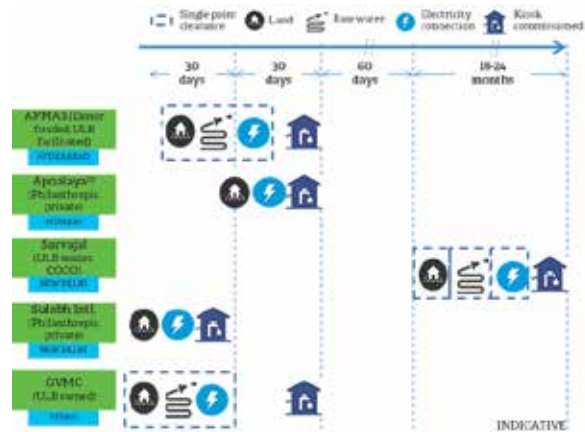 Single point clearance
Land
Raw water
Electricity connection
Kiosk commissioned
30 days
30 days
60 days
18-24 months
APMAS (Donor
funded, ULB
facilitated)
HYDERABAD
Apnalaya
(Philanthropic,
private)
MUMBAI
Sarvajal
(ULB tender,
COCO)
NEW DELHI
Sulabh Intl.
(Philanthropic,
private)
NEW DELHI
GVMC
(ULB owned)
INDICATIVE